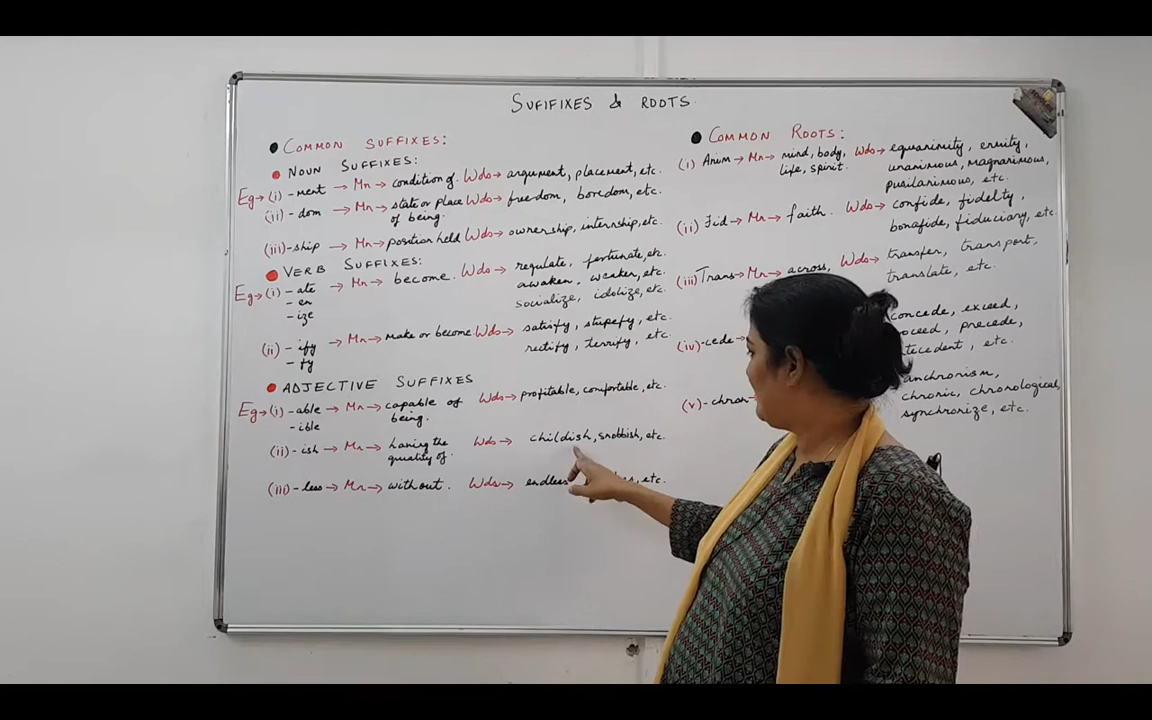 SUFIFIXES & ROOTS
COMMON SUFFIXES:
NOUN SUFFIXES:
Eg→(i) -ment → Mn→ condition of. Wds→ argument, placement, etc.
(ii) - dom → Mn→ state or place Wds→ freedom, boredom, etc.
of being.
(iii) -ship → Mn→ position held Wds→ ownership, internship, etc.
VERB SUFFIXES:
Eg→(i) - ate → Mn→ become. Wds→ regulate, fortunate, etc.
- en awaken, weaken, etc.
- ize socialize, idolize, etc.
(ii) - ify → Mn→ make or become. Wds→ satisfy, stupefy, etc.
- fy rectify, terrify, etc.
ADJECTIVE SUFFIXES
Eg→(i) -able → Mn→ capable of Wds→ profitable, comfortable, etc.
- ible being.
(ii) - ish → Mn→ having the Wds→ childish, snobbish, etc.
quality of.
(iii) - less → Mn→ without. Wds→ endless etc.
COMMON ROOTS:
(i) Anim → Mn→ mind, body, Wds→ equanimity, enmity,
life, spirit. unanimous, magnanimous,
pusilanimous, etc.
(ii) Fid → Mn→ faith. Wds→ confide, fidelity,
bonafide, fiduciary, etc.
(iii) Trans→ Mn→ across, Wds→ transfer, transport,
translate, etc.
(iv) -cede → concede, exceed,
precede,
etc.
(v) - chron → anchronism,
chronic, chronological,
synchronize, etc.